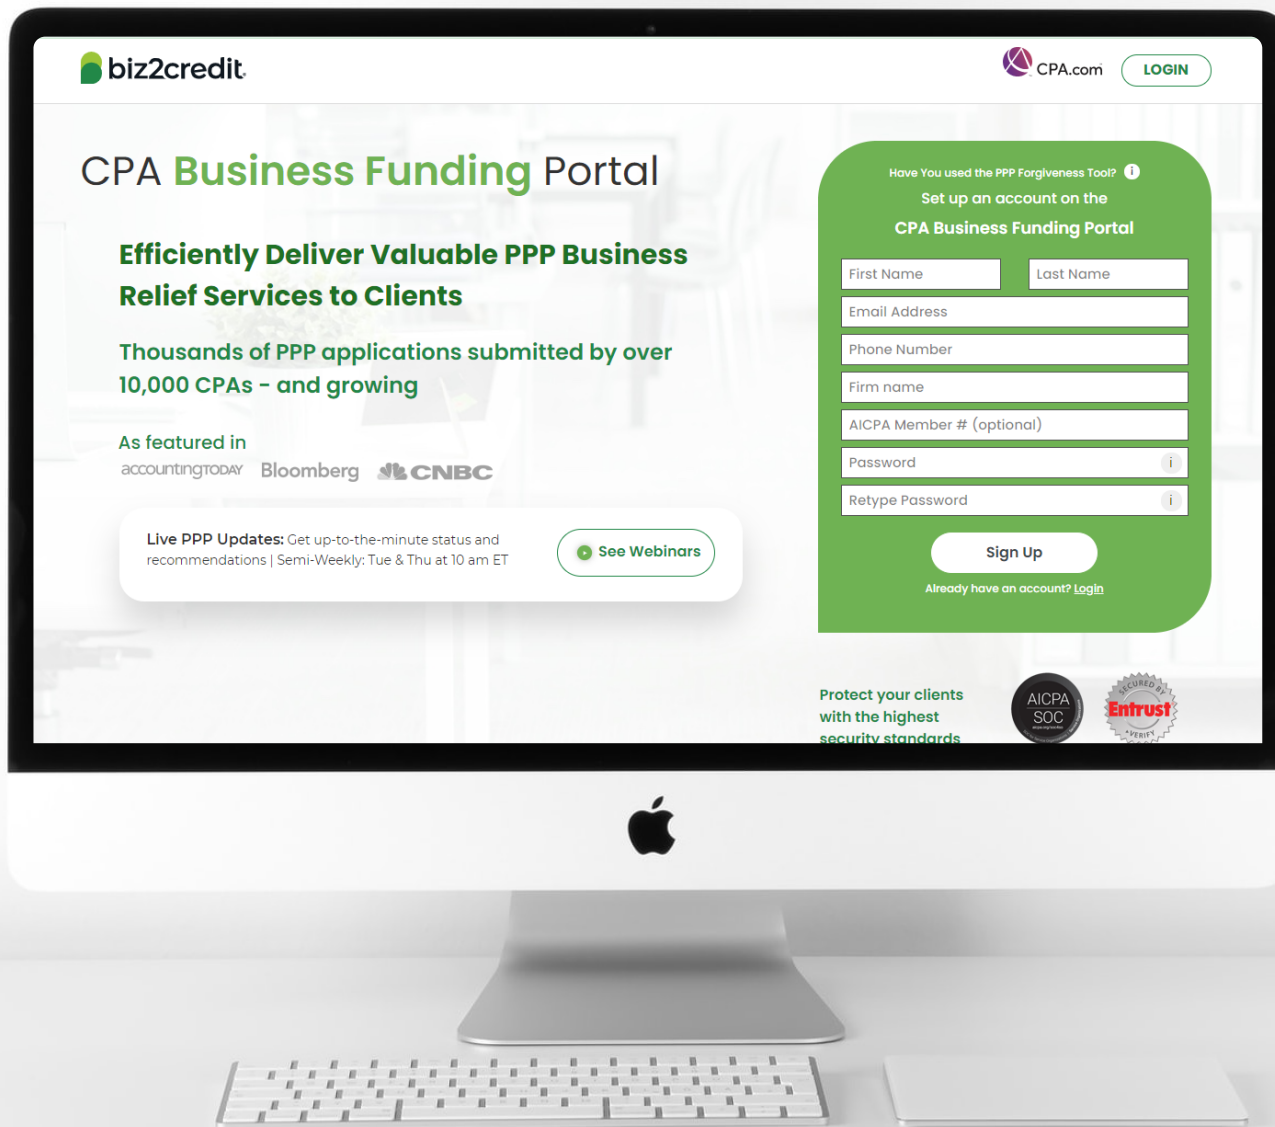 biz2credit
CPA.com
LOGIN
CPA Business Funding Portal
Efficiently Deliver Valuable PPP Business
Relief Services to Clients
Thousands of PPP applications submitted by over
10,000 CPAs - and growing
As featured in
accountingTODAY Bloomberg CNBC
Live PPP Updates: Get up-to-the-minute status and
recommendations | Semi-Weekly: Tue & Thu at 10 am ET
See Webinars
Have You used the PPP Forgiveness Tool? i
Set up an account on the
CPA Business Funding Portal
First Name Last Name
Email Address
Phone Number
Firm name
AICPA Member # (optional)
Password i
Retype Password i
Sign Up
Already have an account? Login
Protect your clients
with the highest
security standards
AICPA
SOC
SECURED BY
Entrust
VERIFY